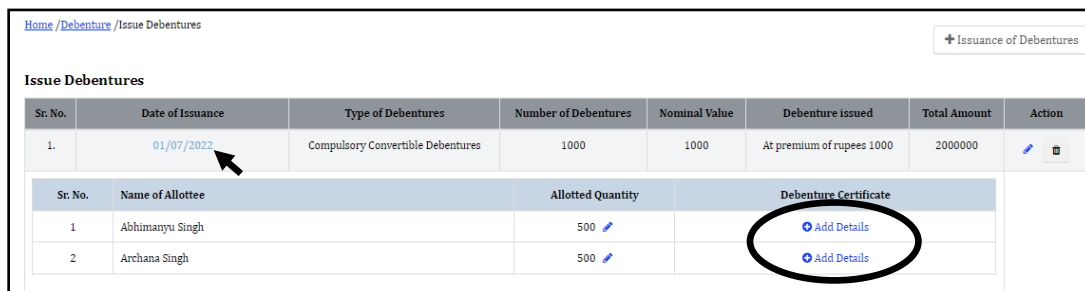 Home /Debenture /Issue Debentures
+ Issuance of Debentures
Issue Debentures
Sr. No. Date of Issuance Type of Debentures Number of Debentures Nominal Value Debenture issued Total Amount Action
1. 01/07/2022 Compulsory Convertible Debentures 1000 1000 At premium of rupees 1000 2000000
Sr. No. Name of Allottee Allotted Quantity Debenture Certificate
1 Abhimanyu Singh 500 Add Details
2 Archana Singh 500 Add Details